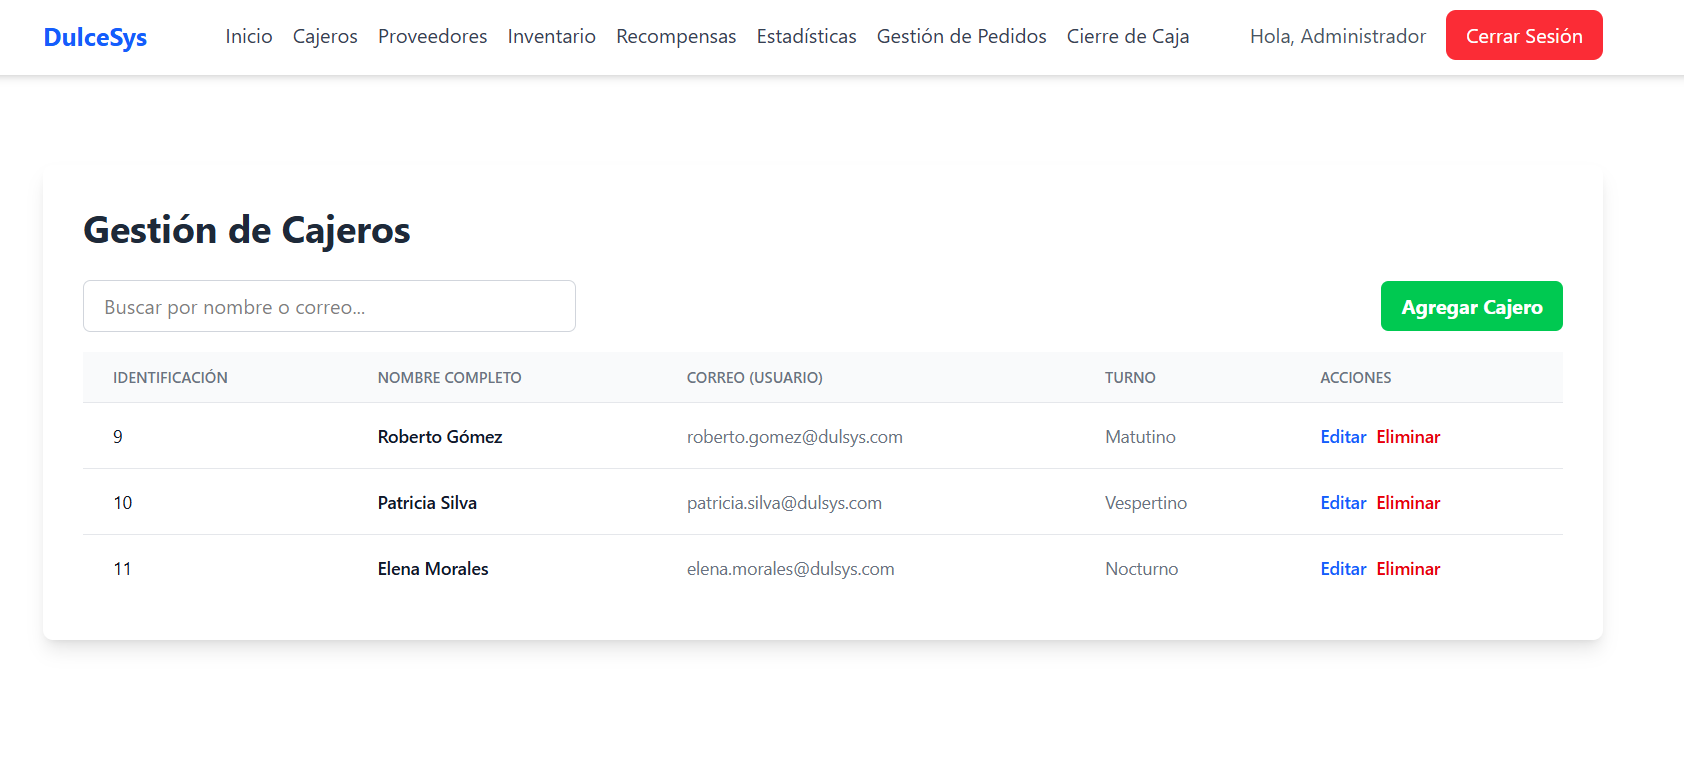 DulceSys Inicio Cajeros Proveedores Inventario Recompensas Estadísticas Gestión de Pedidos Cierre de Caja Hola, Administrador Cerrar Sesión
Gestión de Cajeros
Buscar por nombre o correo... Agregar Cajero
IDENTIFICACIÓN NOMBRE COMPLETO CORREO (USUARIO) TURNO ACCIONES
9 Roberto Gómez roberto.gomez@dulsys.com Matutino Editar Eliminar
10 Patricia Silva patricia.silva@dulsys.com Vespertino Editar Eliminar
11 Elena Morales elena.morales@dulsys.com Nocturno Editar Eliminar